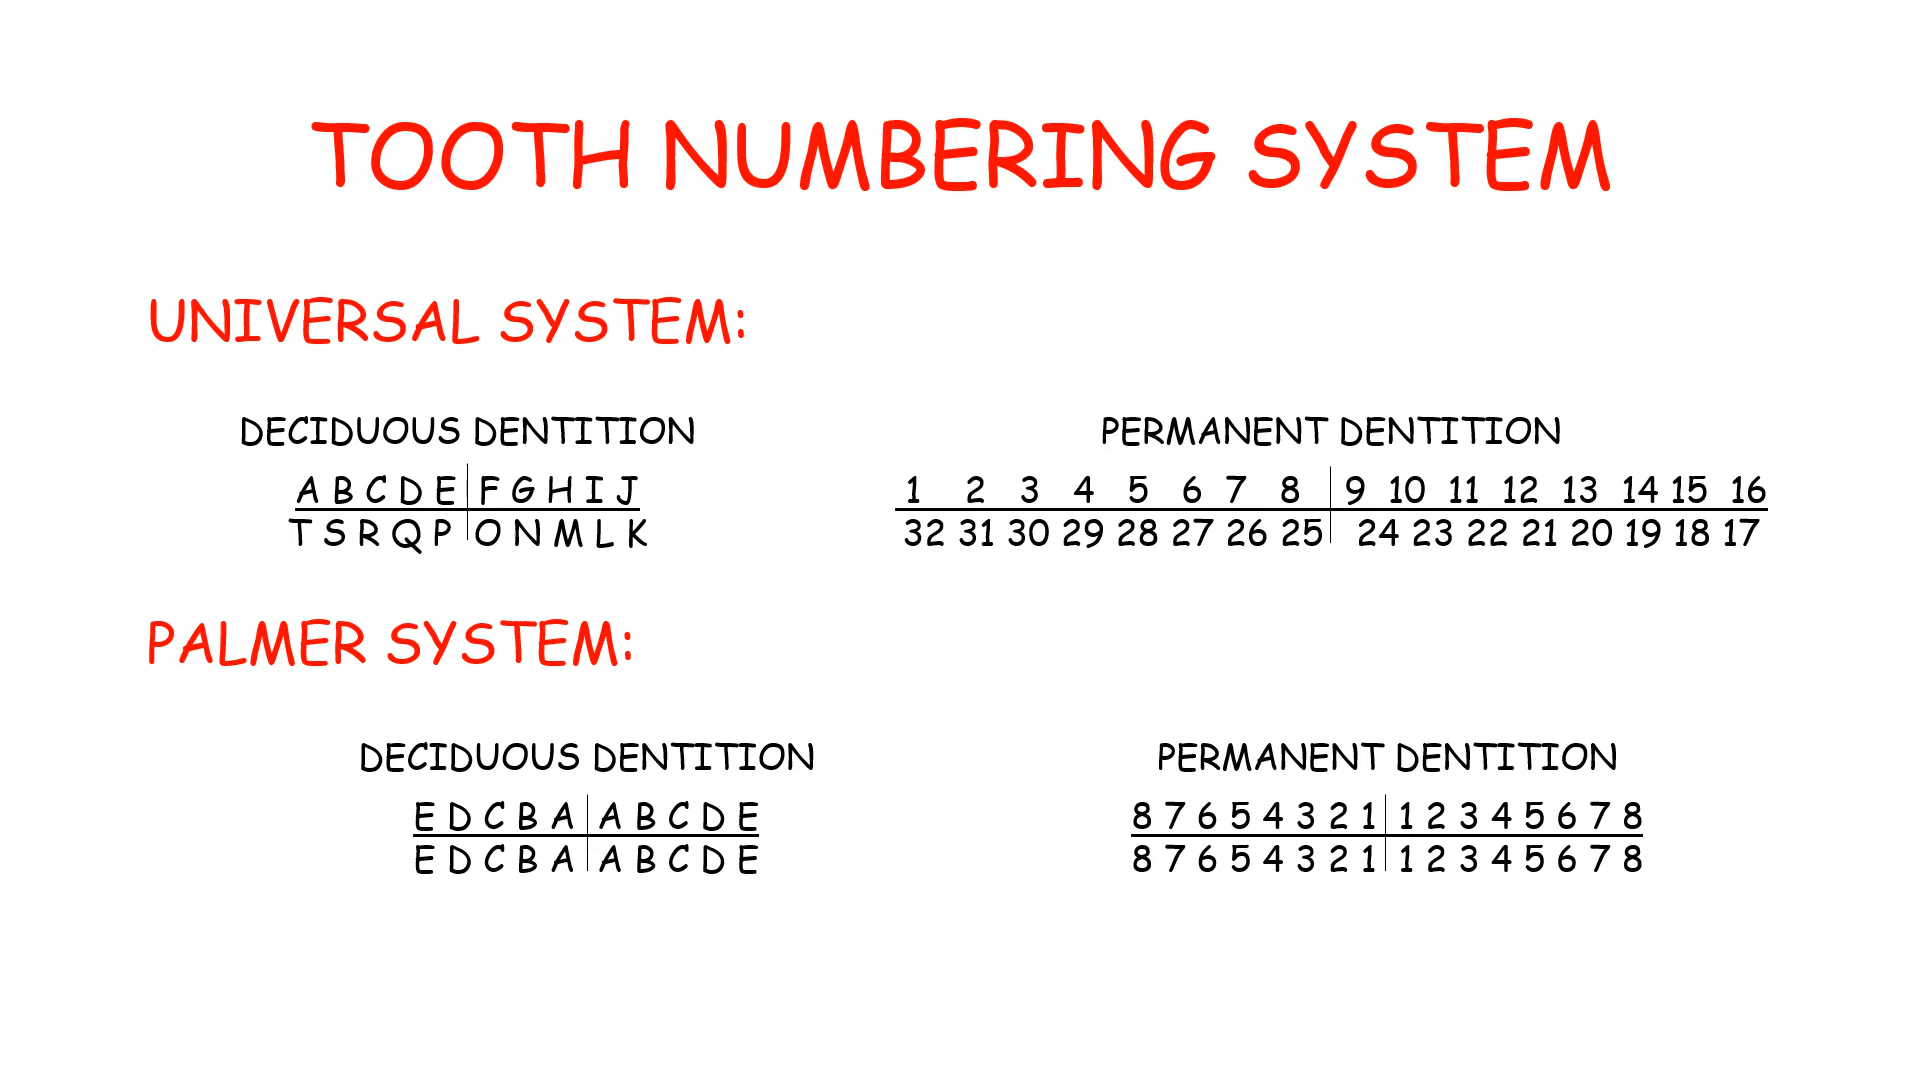 TOOTH NUMBERING SYSTEM
UNIVERSAL SYSTEM:
DECIDUOUS DENTITION
A B C D E F G H I J
T S R Q P O N M L K
PERMANENT DENTITION
1 2 3 4 5 6 7 8 9 10 11 12 13 14 15 16
32 31 30 29 28 27 26 25 24 23 22 21 20 19 18 17
PALMER SYSTEM:
DECIDUOUS DENTITION
E D C B A A B C D E
E D C B A A B C D E
PERMANENT DENTITION
8 7 6 5 4 3 2 1 1 2 3 4 5 6 7 8
8 7 6 5 4 3 2 1 1 2 3 4 5 6 7 8